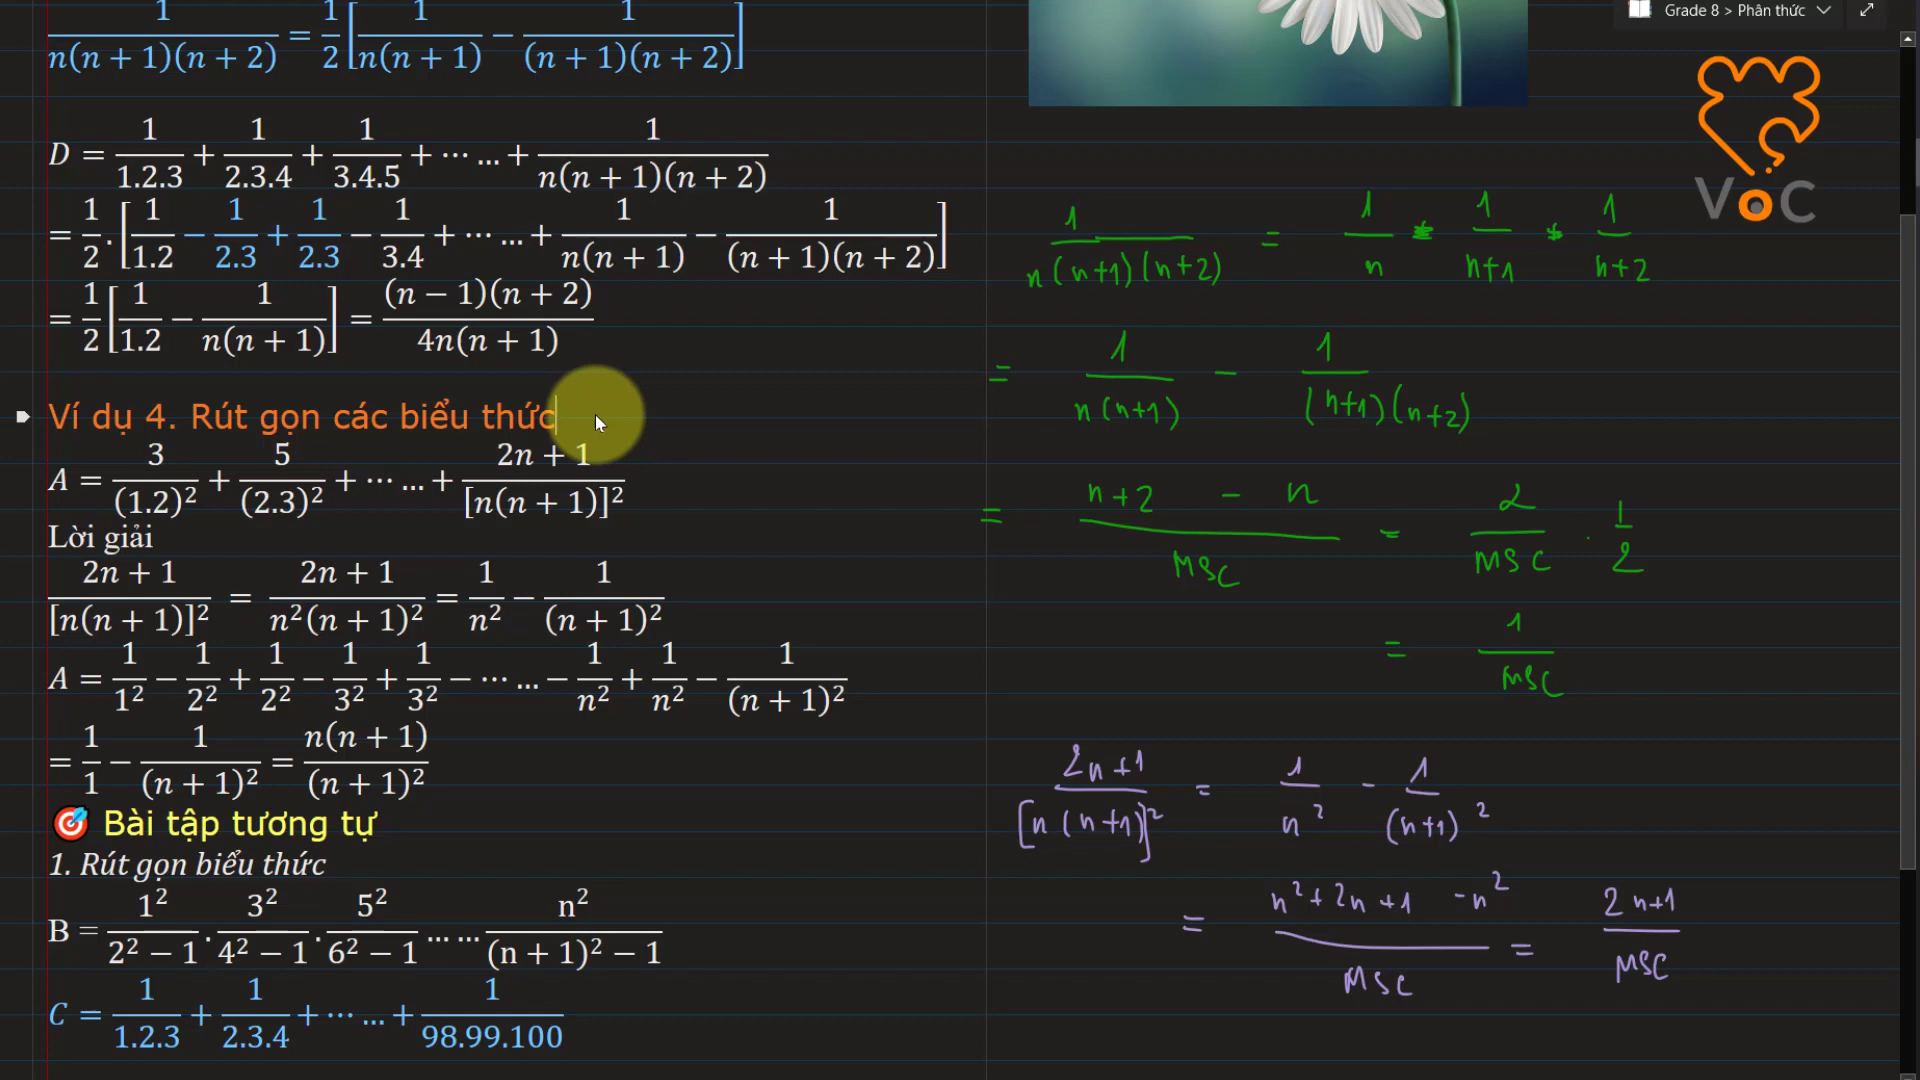 Grade 8 > Phân thức
1/(n(n + 1)(n + 2)) = 1/2 [1/(n(n + 1)) − 1/((n + 1)(n + 2))]
D = 1/1.2.3 + 1/2.3.4 + 1/3.4.5 + ⋯ … + 1/(n(n + 1)(n + 2))
= 1/2 . [1/1.2 − 1/2.3 + 1/2.3 − 1/3.4 + ⋯ … + 1/(n(n + 1)) − 1/((n + 1)(n + 2))]
= 1/2 [1/1.2 − 1/(n(n + 1))] = ((n − 1)(n + 2))/(4n(n + 1))
Ví dụ 4. Rút gọn các biểu thức
A = 3/(1.2)² + 5/(2.3)² + ⋯ … + (2n + 1)/[n(n + 1)]²
Lời giải
(2n + 1)/[n(n + 1)]² = (2n + 1)/(n²(n + 1)²) = 1/n² − 1/(n + 1)²
A = 1/1² − 1/2² + 1/2² − 1/3² + 1/3² − ⋯ … − 1/n² + 1/n² − 1/(n + 1)²
= 1/1 − 1/(n + 1)² = n(n + 1)/(n + 1)²
🎯 Bài tập tương tự
1. Rút gọn biểu thức
B = 1²/(2² − 1) . 3²/(4² − 1) . 5²/(6² − 1) … … n²/((n + 1)² − 1)
C = 1/1.2.3 + 1/2.3.4 + ⋯ … + 1/98.99.100
VOC
1/(n(n+1)(n+2)) = 1/n * 1/(n+1) * 1/(n+2)
= 1/(n(n+1)) − 1/((n+1)(n+2))
= (n+2 − n)/MSC = 2/MSC . 1/2
= 1/MSC
(2n+1)/[n(n+1)]² = 1/n² − 1/(n+1)²
= (n²+2n+1 −n²)/MSC = (2n+1)/MSC